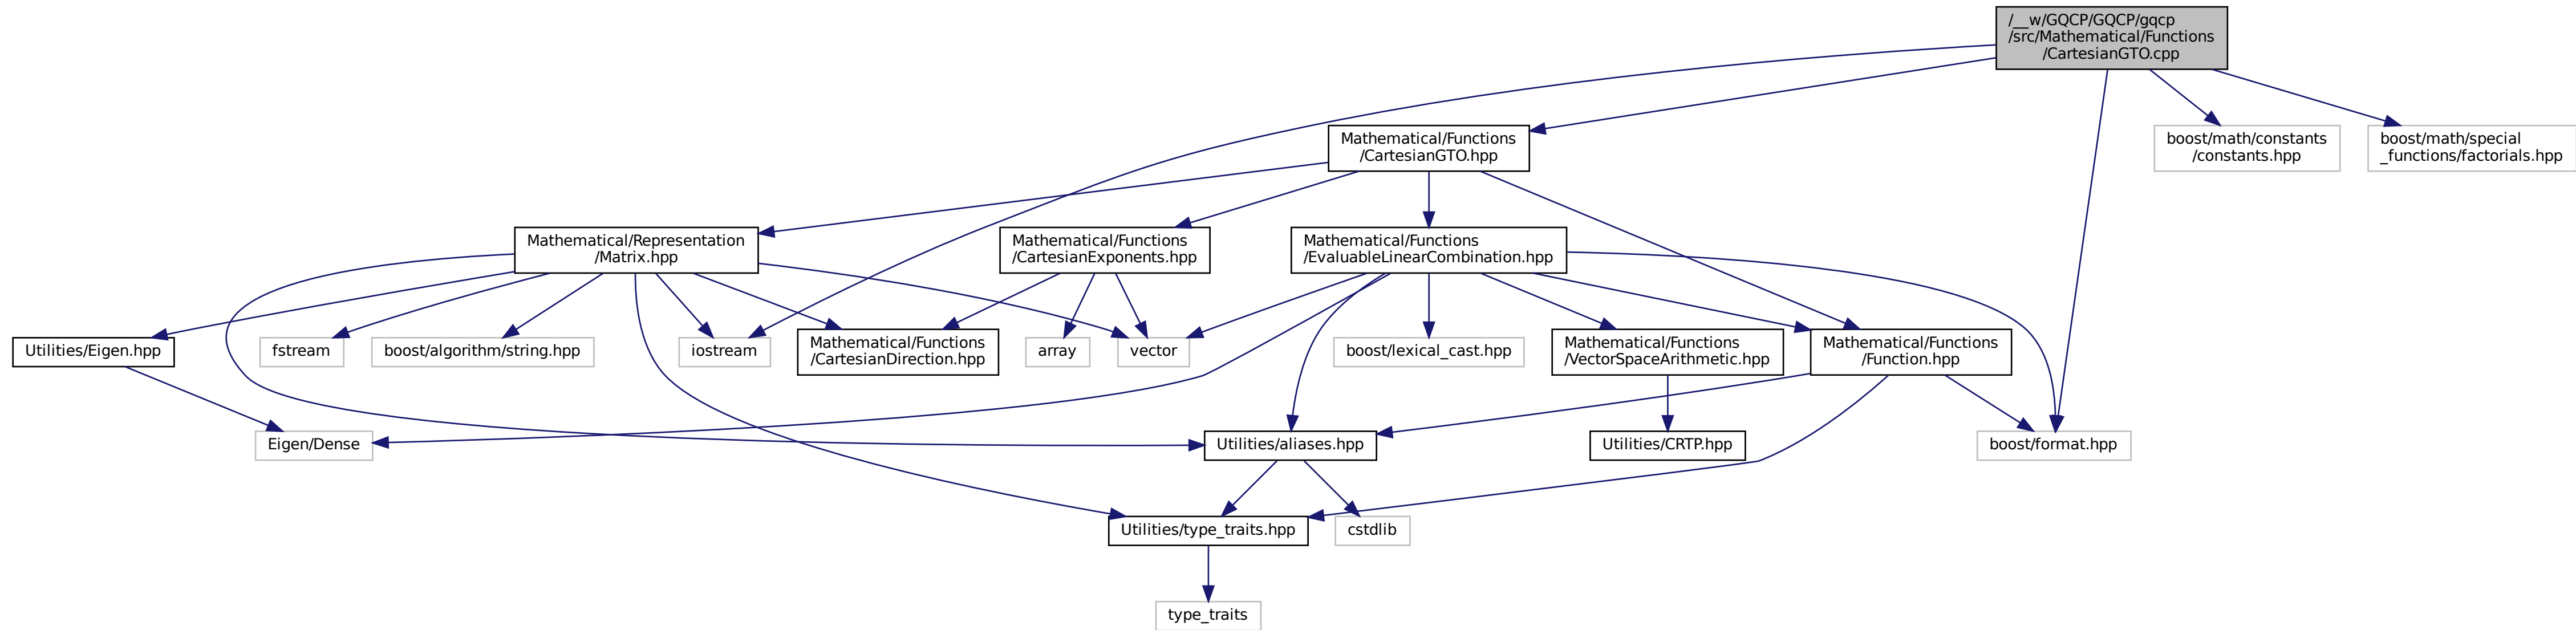 /__w/GQCP/GQCP/gqcp
/src/Mathematical/Functions
/CartesianGTO.cpp
Mathematical/Functions
/CartesianGTO.hpp
boost/math/constants
/constants.hpp
boost/math/special
_functions/factorials.hpp
Mathematical/Representation
/Matrix.hpp
Mathematical/Functions
/CartesianExponents.hpp
Mathematical/Functions
/EvaluableLinearCombination.hpp
Utilities/Eigen.hpp
fstream
boost/algorithm/string.hpp
iostream
Mathematical/Functions
/CartesianDirection.hpp
array
vector
boost/lexical_cast.hpp
Mathematical/Functions
/VectorSpaceArithmetic.hpp
Mathematical/Functions
/Function.hpp
Eigen/Dense
Utilities/aliases.hpp
Utilities/CRTP.hpp
boost/format.hpp
Utilities/type_traits.hpp
cstdlib
type_traits